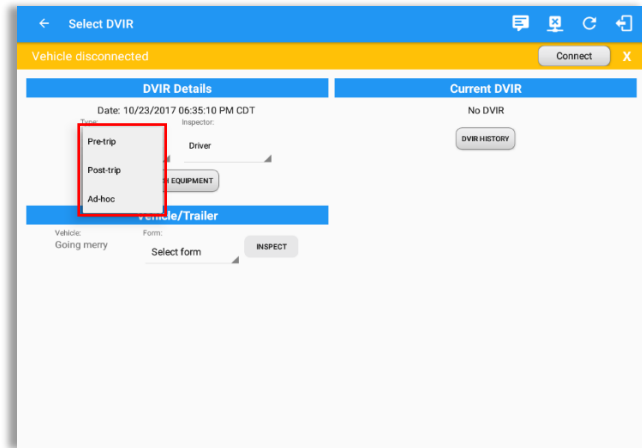 Select DVIR
Vehicle disconnected
Connect
X
DVIR Details
Date: 10/23/2017 06:35:10 PM CDT
Type:
Inspector:
Pre-trip
Post-trip
Ad-hoc
Driver
EQUIPMENT
Vehicle/Trailer
Vehicle:
Form:
Going merry
Select form
INSPECT
Current DVIR
No DVIR
DVIR HISTORY